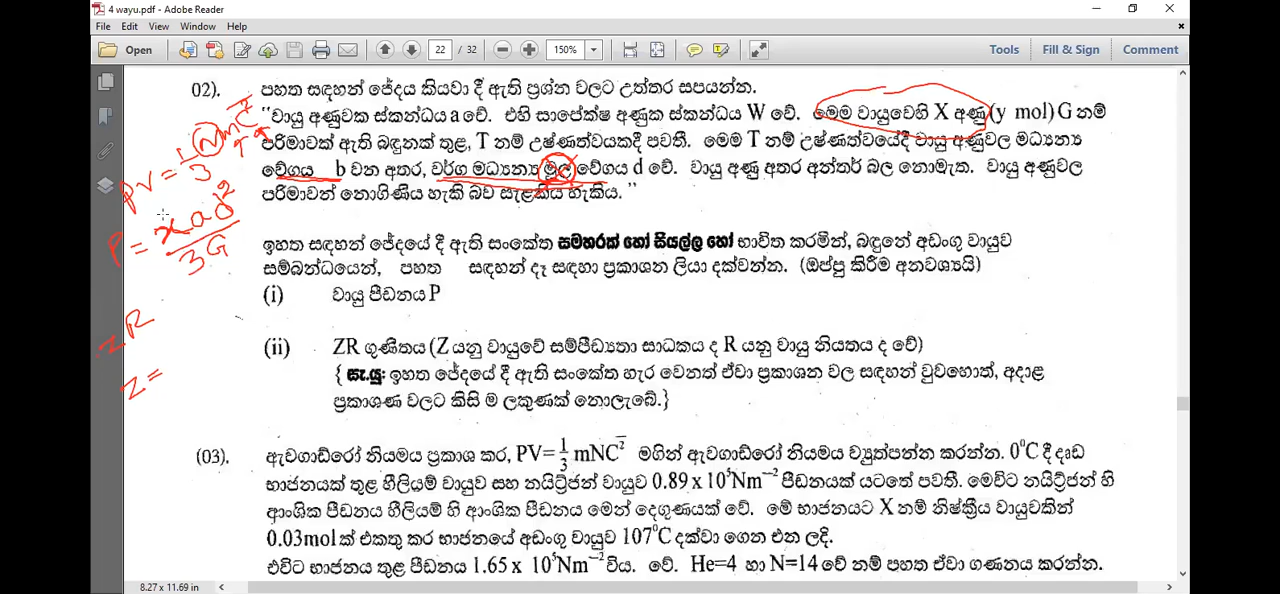 4 wayu.pdf - Adobe Reader
File Edit View Window Help
Open 22 / 32 150% Tools Fill & Sign Comment
02). පහත සඳහන් ඡේදය කියවා දී ඇති ප්‍රශ්න වලට උත්තර සපයන්න.
"වායු අණුවක ස්කන්ධය a වේ. එහි සාපේක්ෂ අණුක ස්කන්ධය W වේ. මෙම වායුවෙහි X අණු (y mol) G නම්
පරිමාවක් ඇති බඳුනක් තුළ, T නම් උෂ්ණත්වයකදී පවතී. මෙම T නම් උෂ්ණත්වයේදී වායු අණුවල මධ්‍යන්‍ය
වේගය b වන අතර, වර්ග මධ්‍යන්‍ය මූල වේගය d වේ. වායු අණු අතර අන්තර් බල නොමැත. වායු අණුවල
පරිමාවන් නොගිණිය හැකි බව සැළකිය හැකිය."
PV = 1/3 NmC²
P = xad²/3G
ඉහත සඳහන් ඡේදයේ දී ඇති සංකේත සමහරක් හෝ සියල්ල හෝ භාවිත කරමින්, බඳුනේ අඩංගු වායුව
සම්බන්ධයෙන්, පහත සඳහන් දෑ සඳහා ප්‍රකාශන ලියා දක්වන්න. (ඔප්පු කිරීම අනවශ්‍යයි)
(i) වායු පීඩනය P
ZR
(ii) ZR ගුණිතය (Z යනු වායුවේ සම්පීඩ්‍යතා සාධකය ද R යනු වායු නියතය ද වේ)
Z =
{ සැ.යු: ඉහත ඡේදයේ දී ඇති සංකේත හැර වෙනත් ඒවා ප්‍රකාශන වල සඳහන් වුවහොත්, අදාළ
ප්‍රකාශණ වලට කිසි ම ලකුණක් නොලැබේ.}
(03). ඇවගාඩ්රෝ නියමය ප්‍රකාශ කර, PV= 1/3 mNC² මගින් ඇවගාඩ්රෝ නියමය ව්‍යුත්පන්න කරන්න. 0⁰C දී දෘඩ
භාජනයක් තුළ හීලියම් වායුව සහ නයිට්‍රජන් වායුව 0.89 x 10⁵Nm⁻² පීඩනයක් යටතේ පවතී. මෙවිට නයිට්‍රජන් හි
ආංශික පීඩනය හීලියම් හි ආංශික පීඩනය මෙන් දෙගුණයක් වේ. මේ භාජනයට X නම් නිෂ්ක්‍රීය වායුවකින්
0.03mol ක් එකතු කර භාජනයේ අඩංගු වායුව 107⁰C දක්වා ගෙන එන ලදි.
එවිට භාජනය තුළ පීඩනය 1.65 x 10⁵Nm⁻² විය. වේ. He=4 හා N=14 වේ නම් පහත ඒවා ගණනය කරන්න.
8.27 x 11.69 in